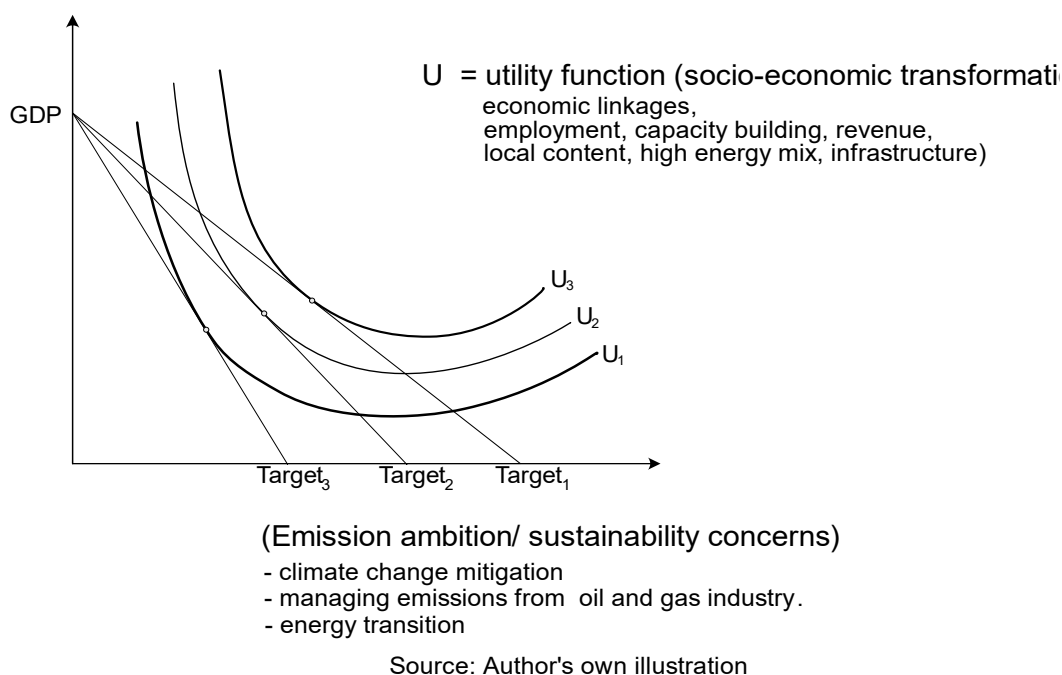 U = utility function (socio-economic transformati
economic linkages,
GDP
employment, capacity building, revenue,
local content, high energy mix, infrastructure)
U3
U2
U1
Target3 Target2 Target1
(Emission ambition/ sustainability concerns)
- climate change mitigation
- managing emissions from oil and gas industry.
- energy transition
Source: Author's own illustration